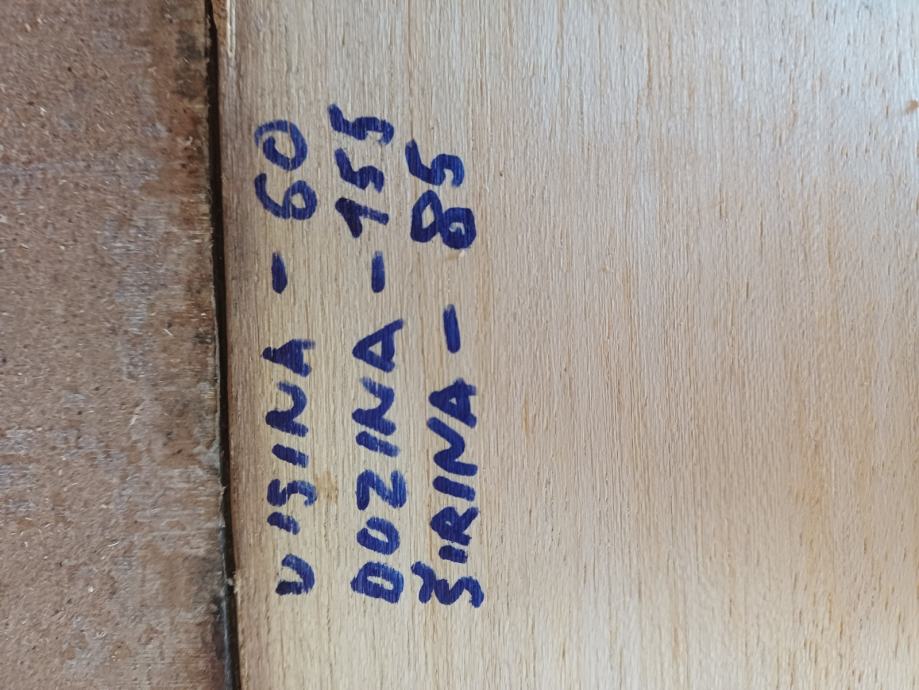 VISINA - 60
DOZINA - 155
ŠIRINA - 85